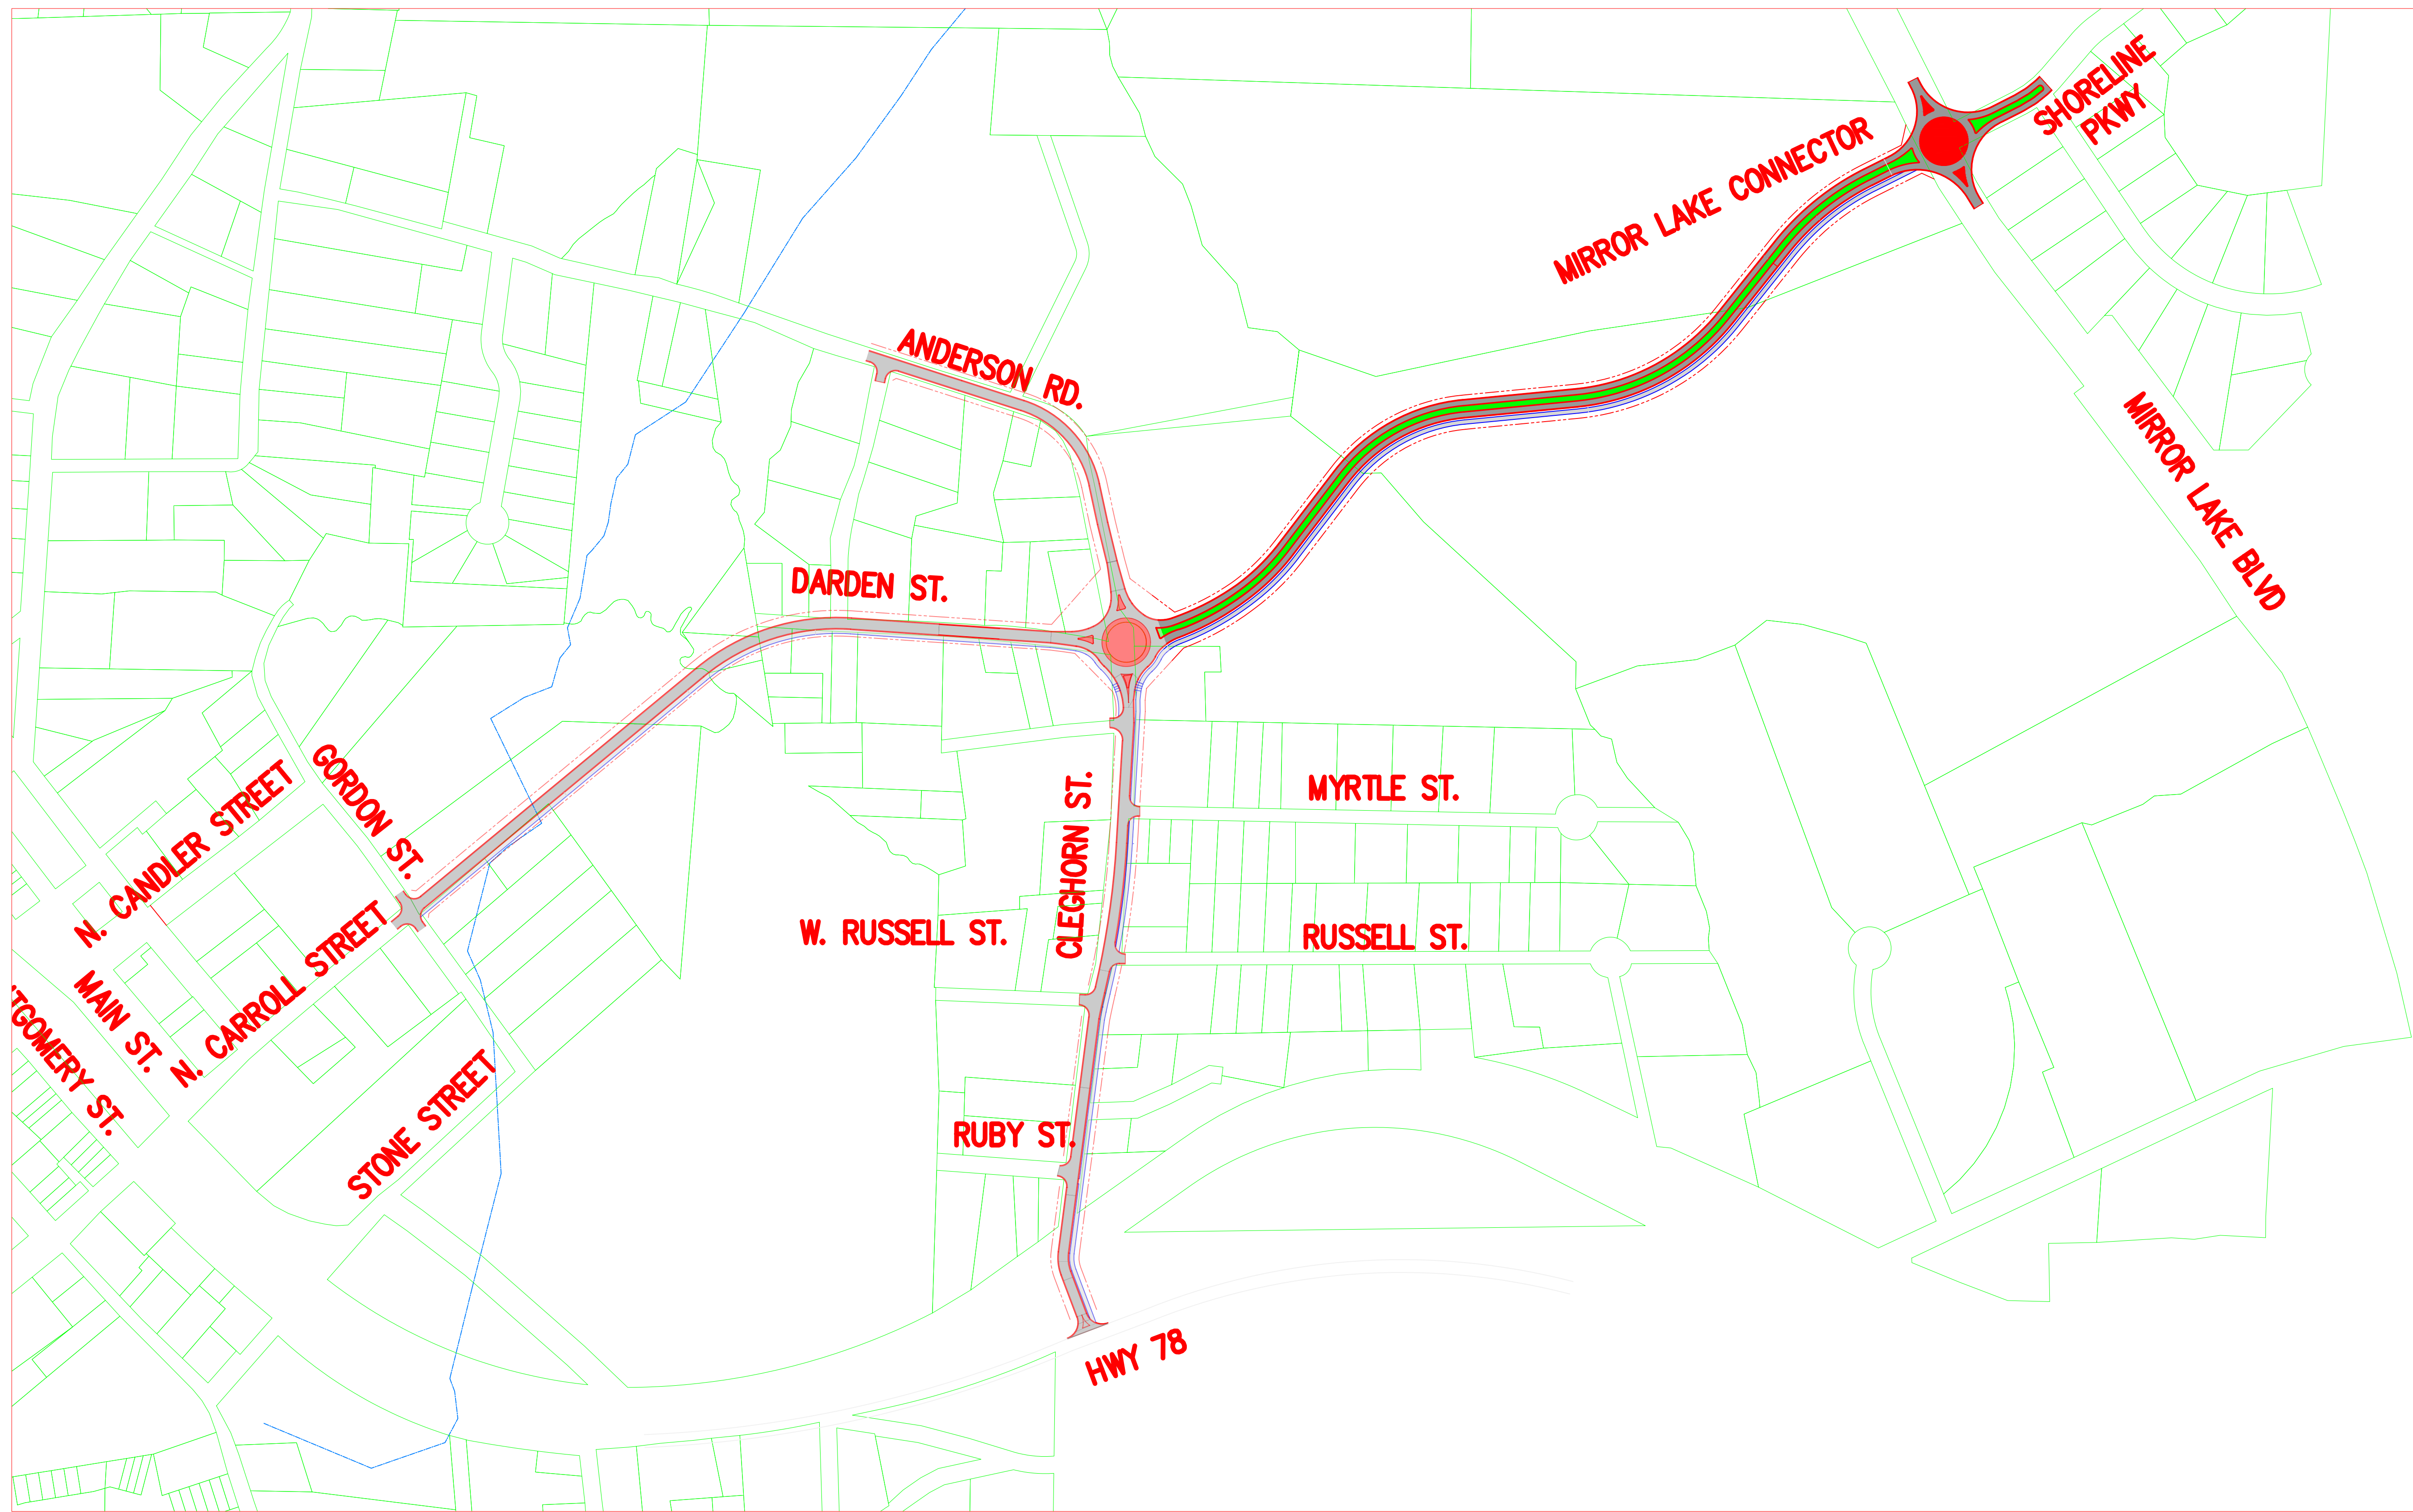 SHORELINE
PKWY
MIRROR LAKE CONNECTOR
ANDERSON RD.
MIRROR LAKE BLVD
DARDEN ST.
GORDON ST.
N. CANDLER STREET
MYRTLE ST.
CLEGHORN ST.
W. RUSSELL ST.
RUSSELL ST.
N. CARROLL STREET
MAIN ST.
TGOMERY ST.
STONE STREET
RUBY ST.
HWY 78